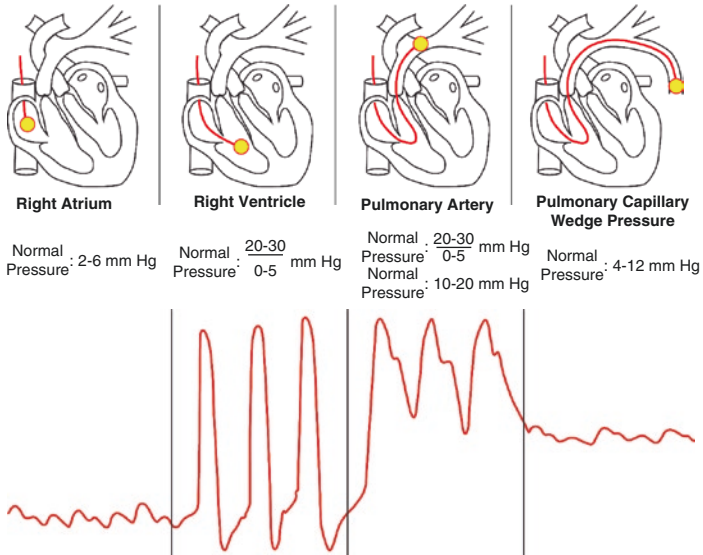 Right Atrium
Normal
Pressure : 2-6 mm Hg
Right Ventricle
Normal
Pressure : 20-30
0-5 mm Hg
Pulmonary Artery
Normal
Pressure : 20-30
0-5 mm Hg
Normal
Pressure : 10-20 mm Hg
Pulmonary Capillary
Wedge Pressure
Normal
Pressure : 4-12 mm Hg